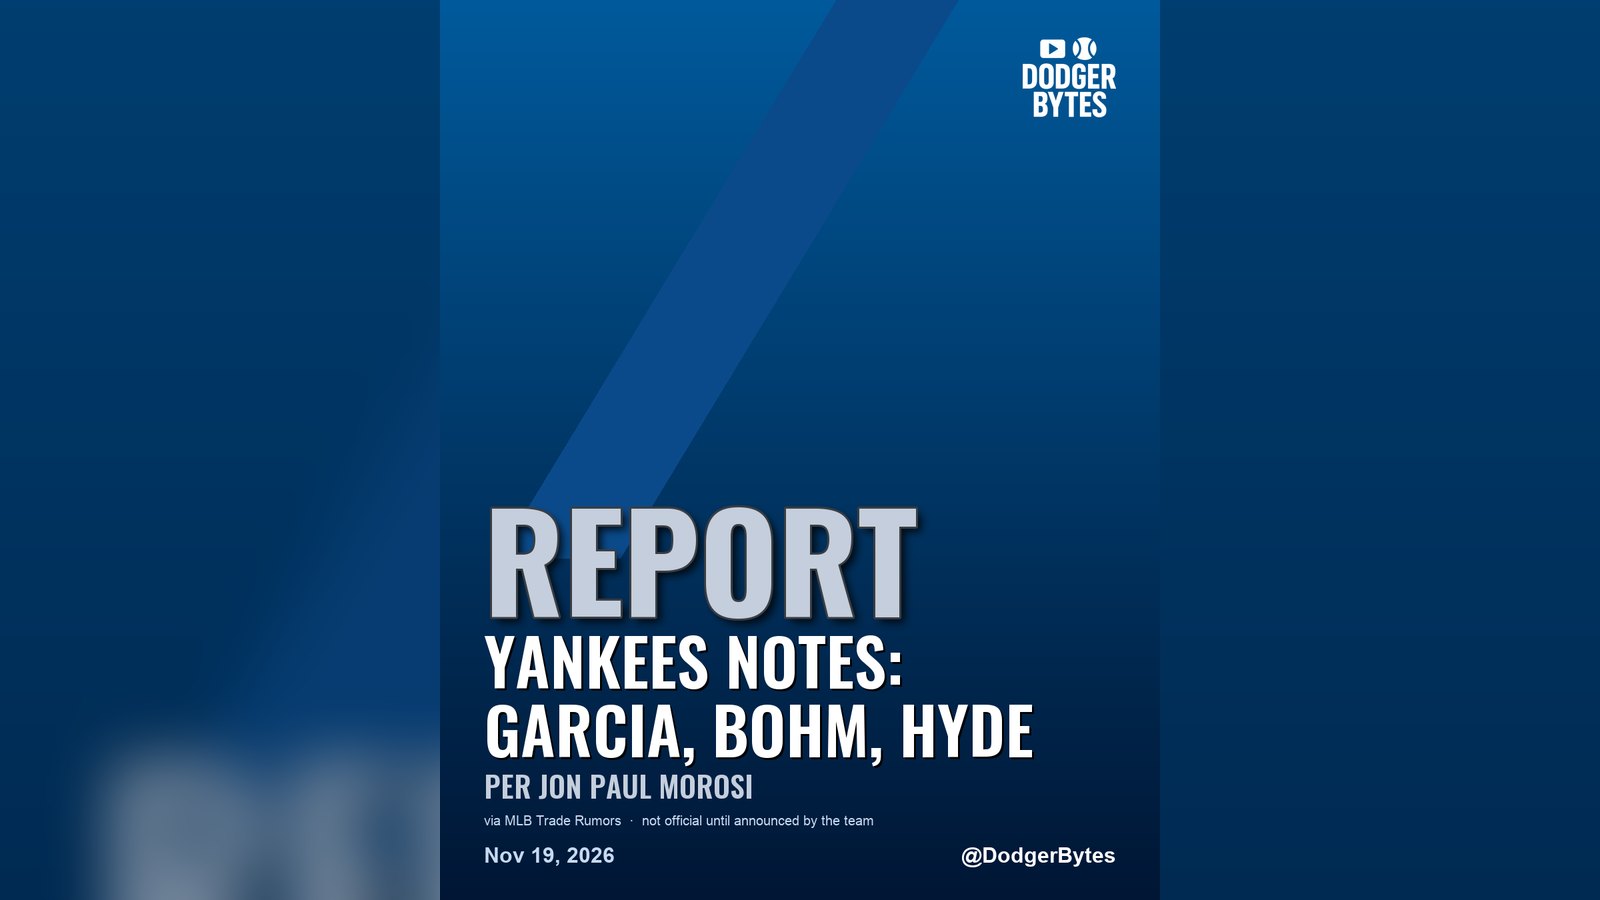 DODGER
BYTES
REPORT
YANKEES NOTES:
GARCIA, BOHM, HYDE
PER JON PAUL MOROSI
via MLB Trade Rumors · not official until announced by the team
Nov 19, 2026
@DodgerBytes